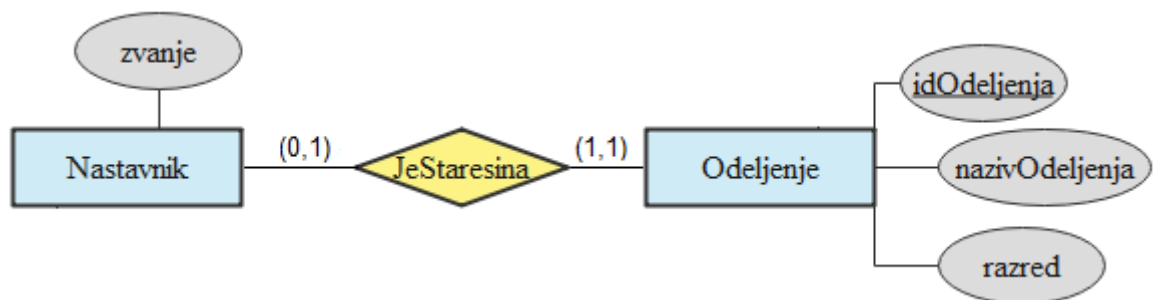 zvanje
idOdeljenja
Nastavnik
(0,1)
JeStaresina
(1,1)
Odeljenje
nazivOdeljenja
razred